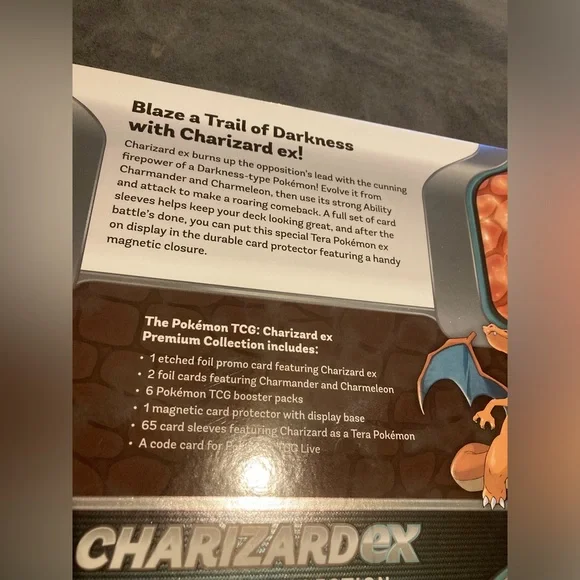 Blaze a Trail of Darkness
with Charizard ex!
Charizard ex burns up the opposition's lead with the cunning
firepower of a Darkness-type Pokémon! Evolve it from
Charmander and Charmeleon, then use its strong Ability
and attack to make a roaring comeback. A full set of card
sleeves helps keep your deck looking great, and after the
battle's done, you can put this special Tera Pokémon ex
on display in the durable card protector featuring a handy
magnetic closure.
The Pokémon TCG: Charizard ex
Premium Collection includes:
• 1 etched foil promo card featuring Charizard ex
• 2 foil cards featuring Charmander and Charmeleon
• 6 Pokémon TCG booster packs
• 1 magnetic card protector with display base
• 65 card sleeves featuring Charizard as a Tera Pokémon
• A code card for Pokémon TCG Live
CHARIZARD ex